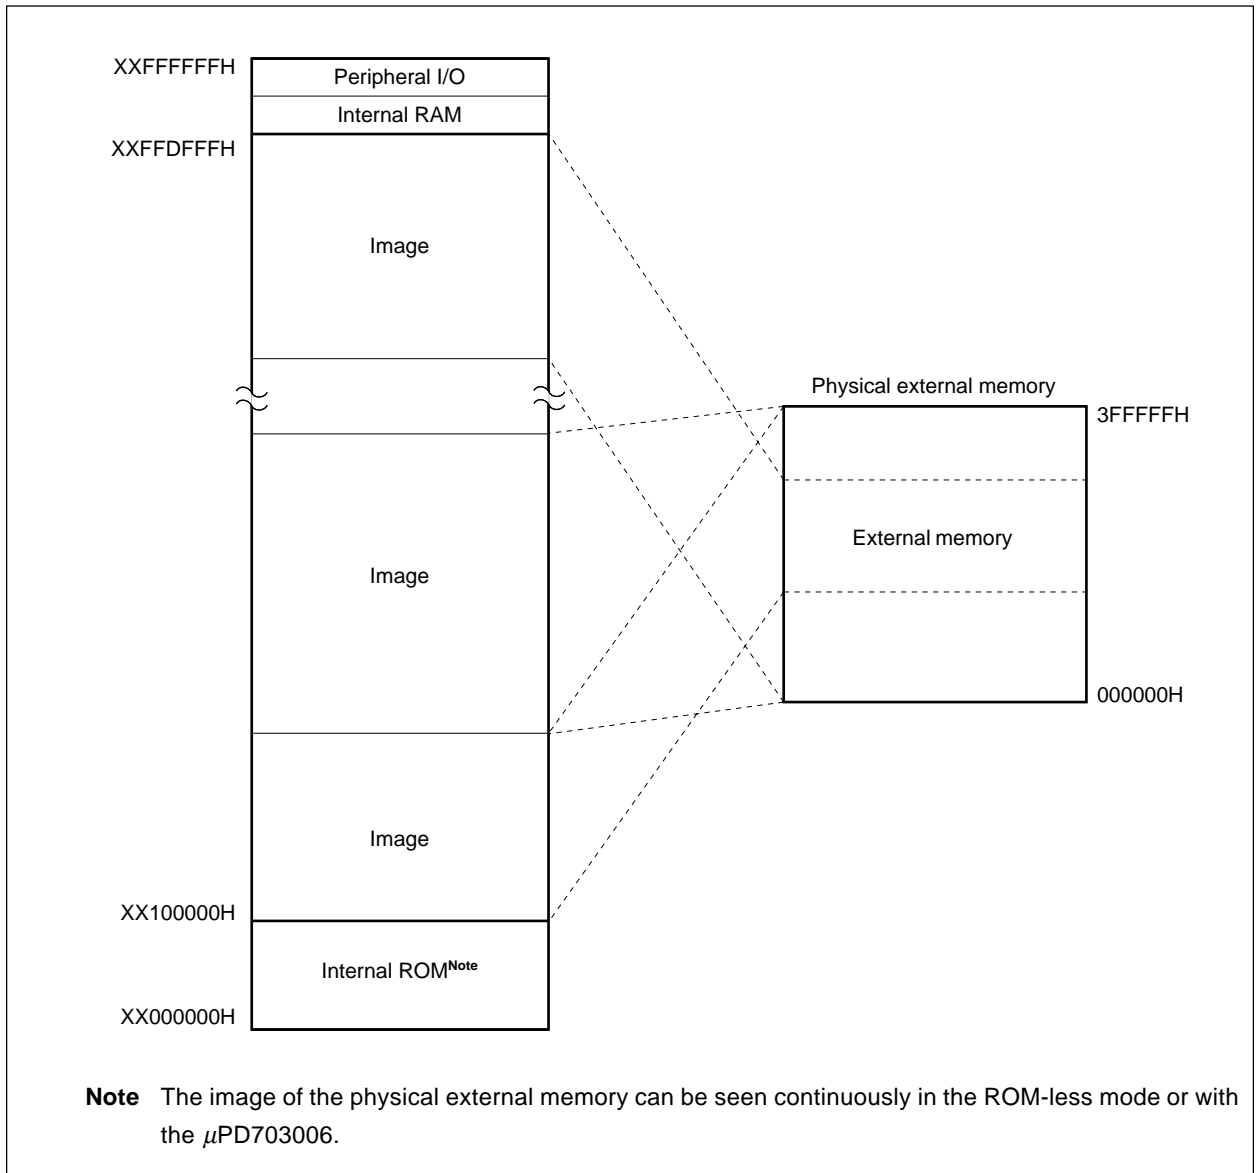 XXFFFFFFH
Peripheral I/O
Internal RAM
XXFFDFFFH
Image
Physical external memory
3FFFFFH
External memory
Image
000000H
Image
XX100000H
Internal ROMNote
XX000000H
Note The image of the physical external memory can be seen continuously in the ROM-less mode or with
the μPD703006.